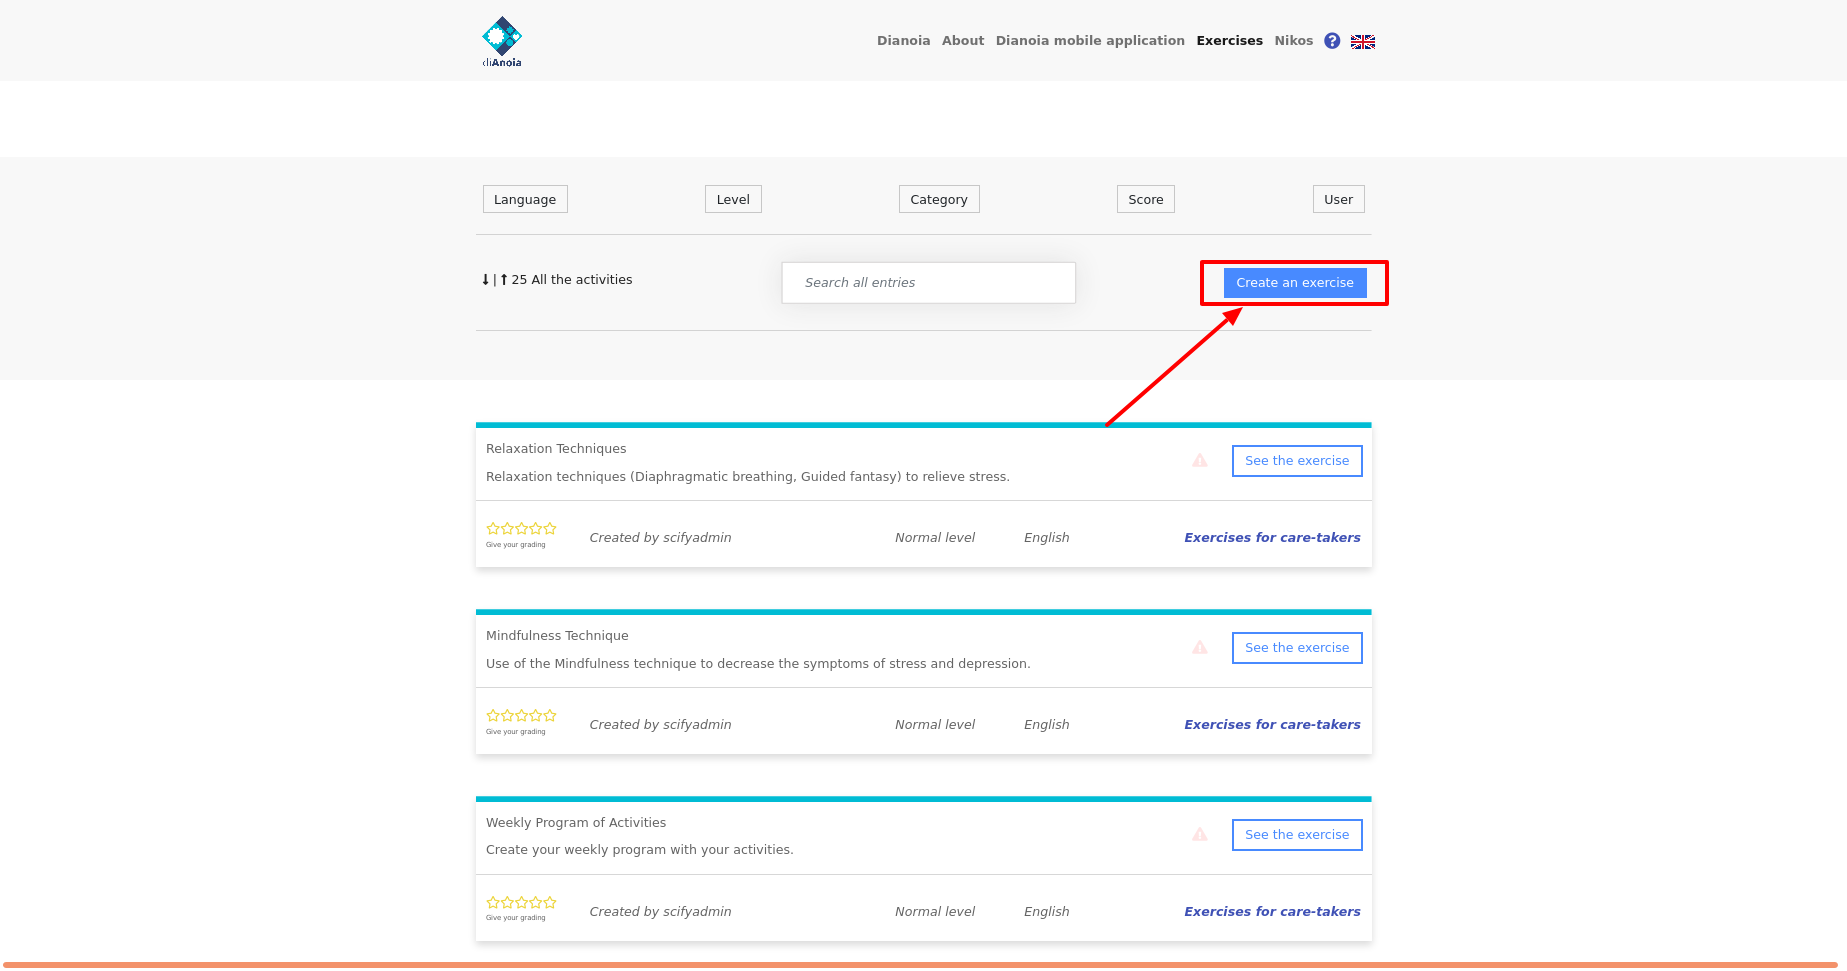 diAnoia
Dianoia About Dianoia mobile application Exercises Nikos ?
Language Level Category Score User
| 25 All the activities
Search all entries
Create an exercise
Relaxation Techniques
See the exercise
Relaxation techniques (Diaphragmatic breathing, Guided fantasy) to relieve stress.
Give your grading
Created by scifyadmin Normal level English Exercises for care-takers
Mindfulness Technique
See the exercise
Use of the Mindfulness technique to decrease the symptoms of stress and depression.
Give your grading
Created by scifyadmin Normal level English Exercises for care-takers
Weekly Program of Activities
See the exercise
Create your weekly program with your activities.
Give your grading
Created by scifyadmin Normal level English Exercises for care-takers